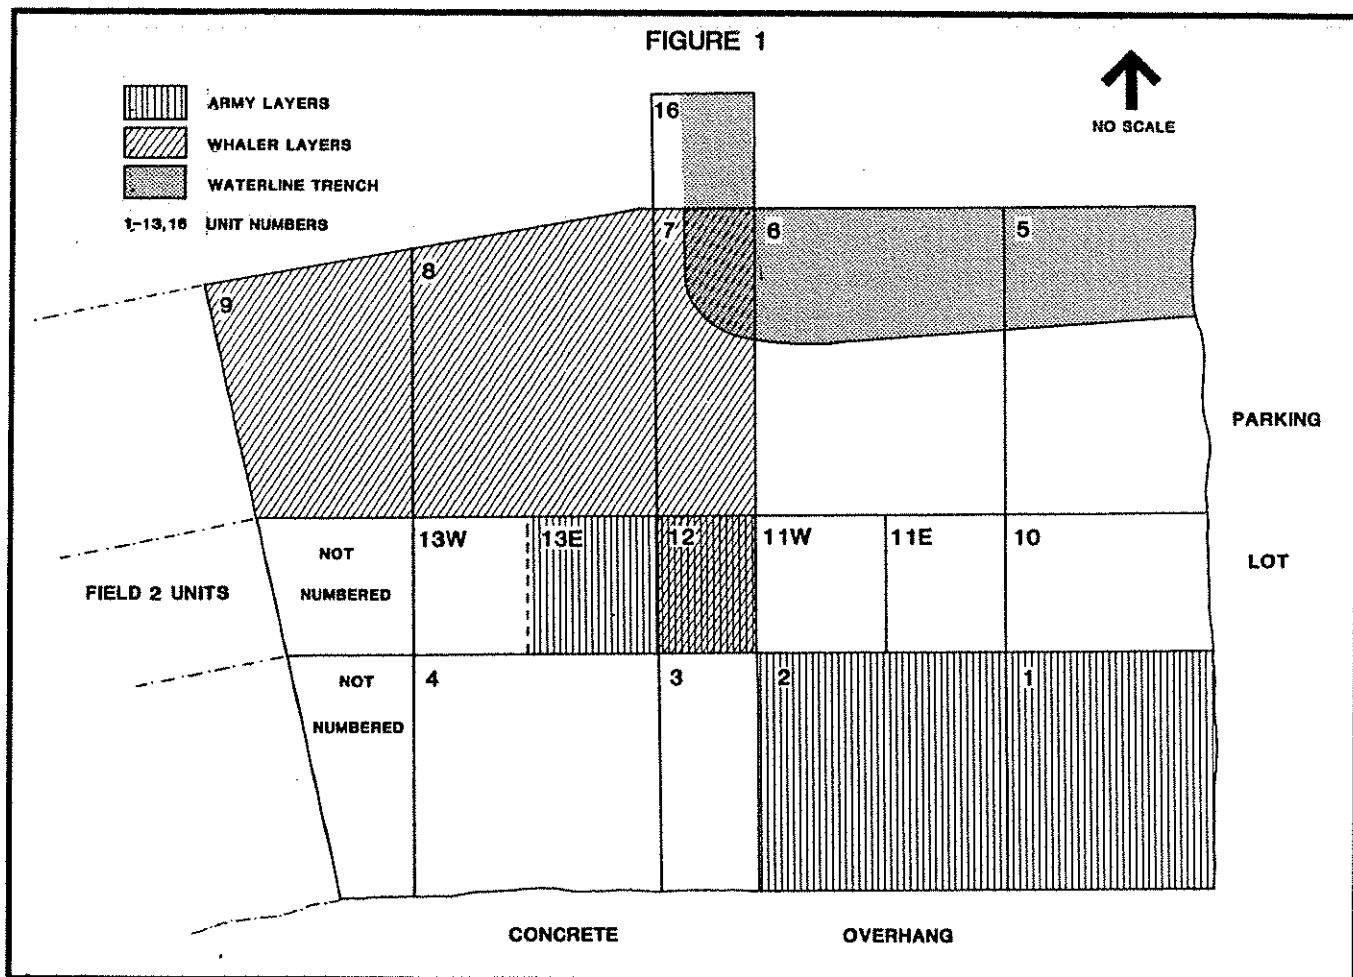 FIGURE 1
ARMY LAYERS
WHALER LAYERS
WATERLINE TRENCH
1-13,16 UNIT NUMBERS
NO SCALE
16
7
6
5
8
9
PARKING
LOT
13W
13E
12
11W
11E
10
NOT
NUMBERED
FIELD 2 UNITS
NOT
NUMBERED
4
3
2
1
CONCRETE OVERHANG